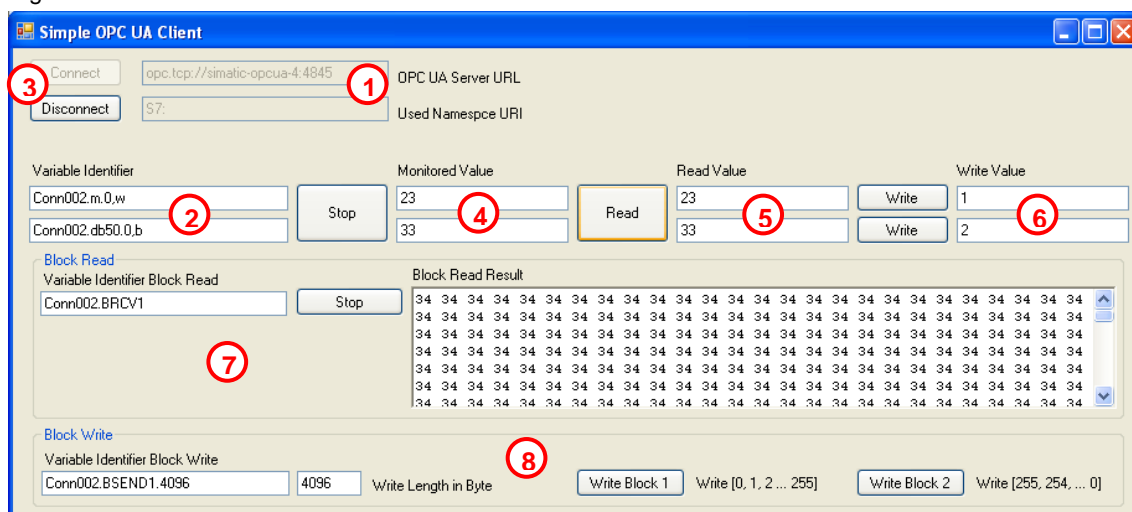 Simple OPC UA Client
Connect opc.tcp://simatic-opcua-4:4845 1 OPC UA Server URL
3
Disconnect S7: Used Namespce URI
Variable Identifier Monitored Value Read Value Write Value
Conn002.m.0,w 23 23 Write 1
2 Stop 4 Read 5 6
Conn002.db50.0,b 33 33 Write 2
Block Read
Variable Identifier Block Read Block Read Result
Conn002.BRCV1 Stop 34 34 34 34 34 34 34 34 34 34 34 34 34 34 34 34 34 34 34 34 34 34 34 34 34 34
34 34 34 34 34 34 34 34 34 34 34 34 34 34 34 34 34 34 34 34 34 34 34 34 34 34
34 34 34 34 34 34 34 34 34 34 34 34 34 34 34 34 34 34 34 34 34 34 34 34 34 34
34 34 34 34 34 34 34 34 34 34 34 34 34 34 34 34 34 34 34 34 34 34 34 34 34 34
7 34 34 34 34 34 34 34 34 34 34 34 34 34 34 34 34 34 34 34 34 34 34 34 34 34 34
34 34 34 34 34 34 34 34 34 34 34 34 34 34 34 34 34 34 34 34 34 34 34 34 34 34
34 34 34 34 34 34 34 34 34 34 34 34 34 34 34 34 34 34 34 34 34 34 34 34 34 34
Block Write
Variable Identifier Block Write 8
Conn002.BSEND1.4096 4096 Write Length in Byte Write Block 1 Write [0, 1, 2 ... 255] Write Block 2 Write [255, 254, ... 0]